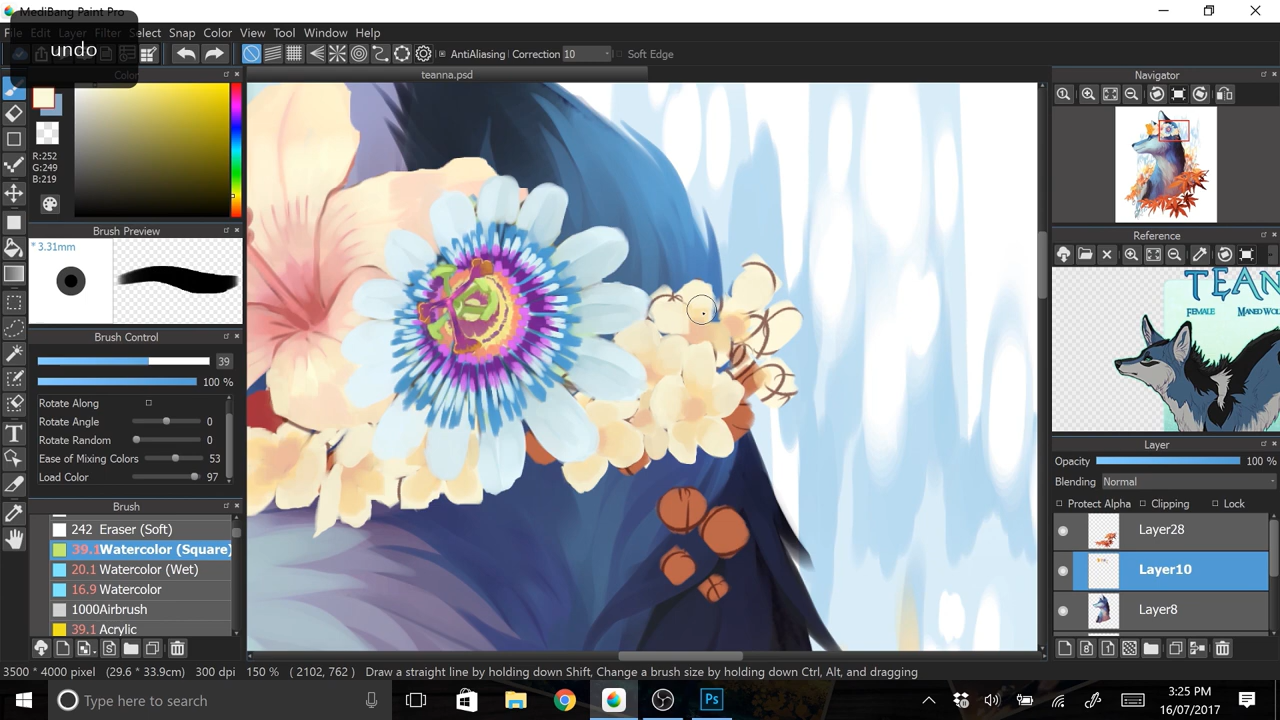 MediBang Paint Pro
File Edit Layer Filter Select Snap Color View Tool Window Help
undo
AntiAliasing Correction 10 Soft Edge
Color
teanna.psd
Navigator
R:252
G:249
B:219
Brush Preview
* 3.31mm
Reference
TEAN
FEMALE MANED WOL
Brush Control
39
100 %
Rotate Along
Rotate Angle 0
Rotate Random 0
Ease of Mixing Colors 53
Load Color 97
Layer
Opacity 100 %
Blending Normal
Protect Alpha Clipping Lock
Layer28
Layer10
Layer8
Brush
242 Eraser (Soft)
39.1 Watercolor (Square)
20.1 Watercolor (Wet)
16.9 Watercolor
1000 Airbrush
39.1 Acrylic
3500 * 4000 pixel (29.6 * 33.9cm) 300 dpi 150 % ( 2102, 762 ) Draw a straight line by holding down Shift, Change a brush size by holding down Ctrl, Alt, and dragging
Type here to search
Ps
3:25 PM
16/07/2017